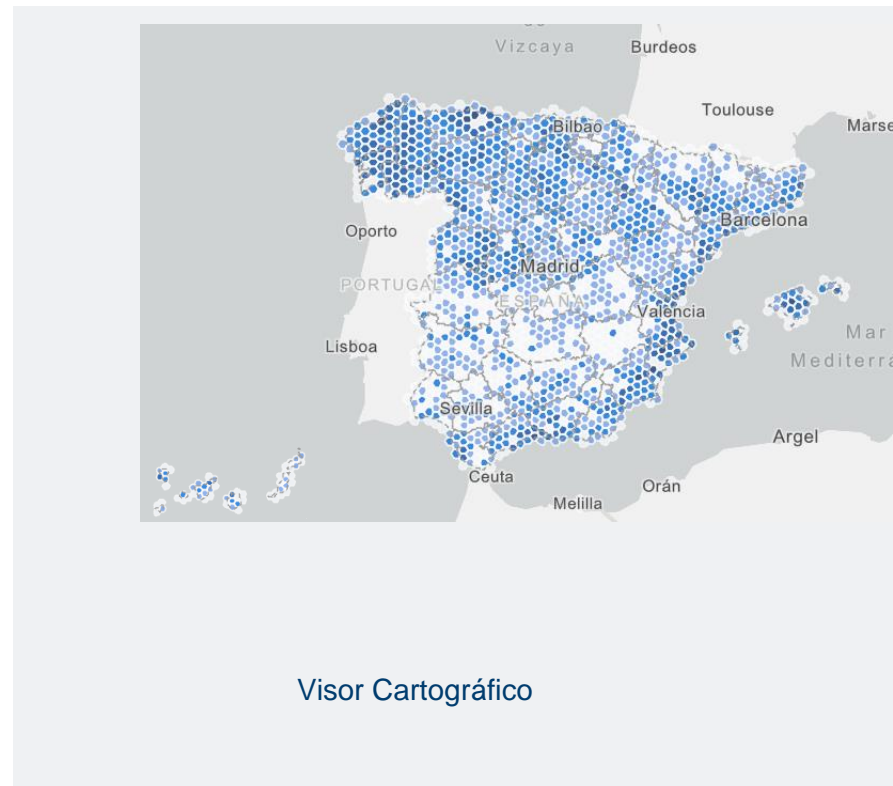 Vizcaya
Burdeos
Toulouse
Marse
Bilbao
Oporto
Barcelona
Madrid
PORTUGAL
ESPAÑA
Valencia
Lisboa
Mar
Mediterra
Sevilla
Argel
Ceuta
Orán
Melilla
Visor Cartográfico